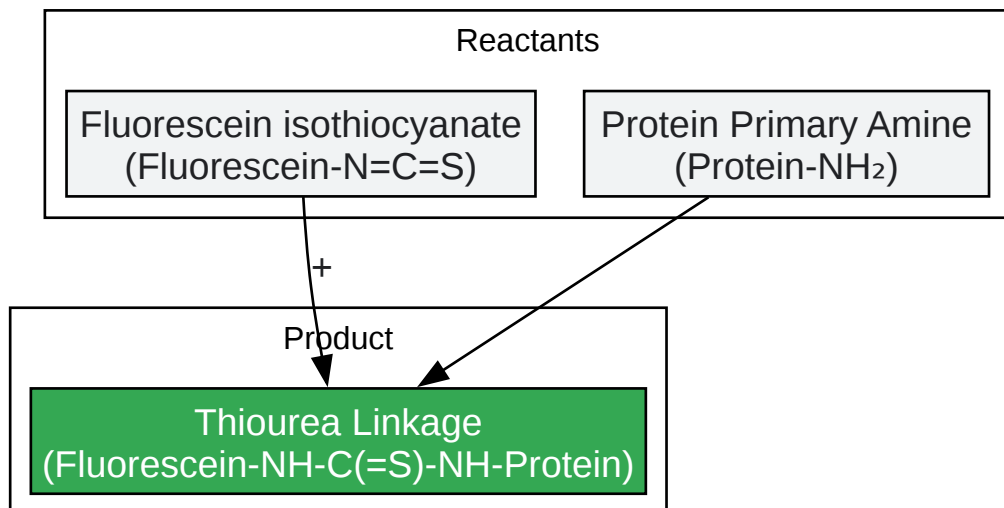 Reactants
Fluorescein isothiocyanate
(Fluorescein-N=C=S)
Protein Primary Amine
(Protein-NH₂)
+
Product
Thiourea Linkage
(Fluorescein-NH-C(=S)-NH-Protein)